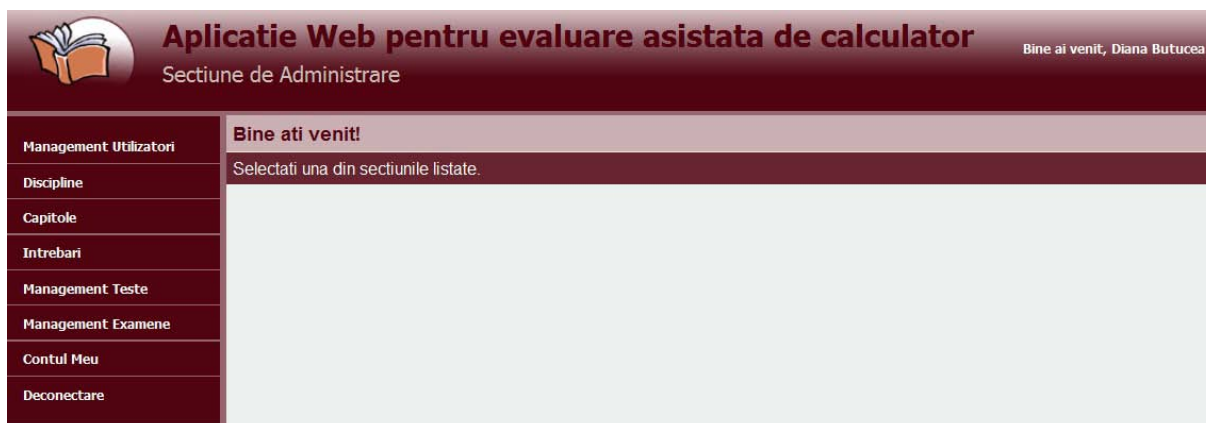 Aplicatie Web pentru evaluare asistata de calculator
Sectiune de Administrare
Bine ai venit, Diana Butucea
Management Utilizatori
Discipline
Capitole
Intrebari
Management Teste
Management Examene
Contul Meu
Deconectare
Bine ati venit!
Selectati una din sectiunile listate.